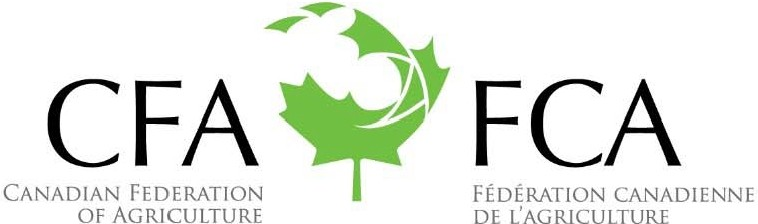 CFA FCA
CANADIAN FEDERATION
OF AGRICULTURE
FÉDÉRATION CANADIENNE
DE L'AGRICULTURE